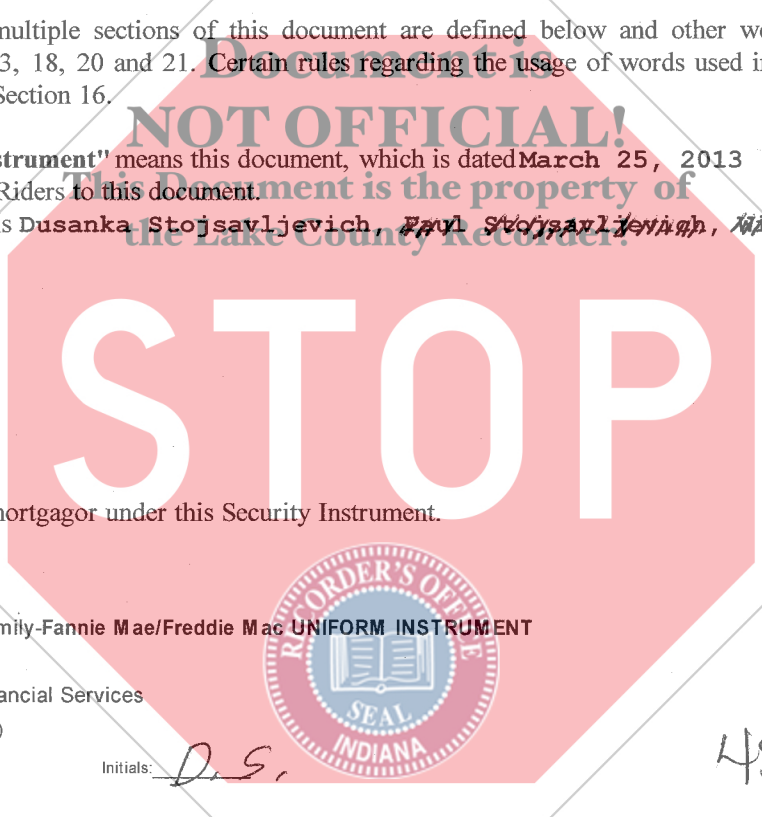 multiple sections of this document are defined below and other wo
3, 18, 20 and 21. Certain rules regarding the usage of words used i
Section 16.
Document is
NOT OFFICIAL!
This Document is the property of
the Lake County Recorder!
strument" means this document, which is dated March 25, 2013
Riders to this document.
is Dusanka Stojsavljevich, Paul Stojsavljevich,
STOP
mortgagor under this Security Instrument.
mily-Fannie Mae/Freddie Mac UNIFORM INSTRUMENT
ancial Services
)
Initials: D.S.
RECORDER'S OFFICE
SEAL
INDIANA